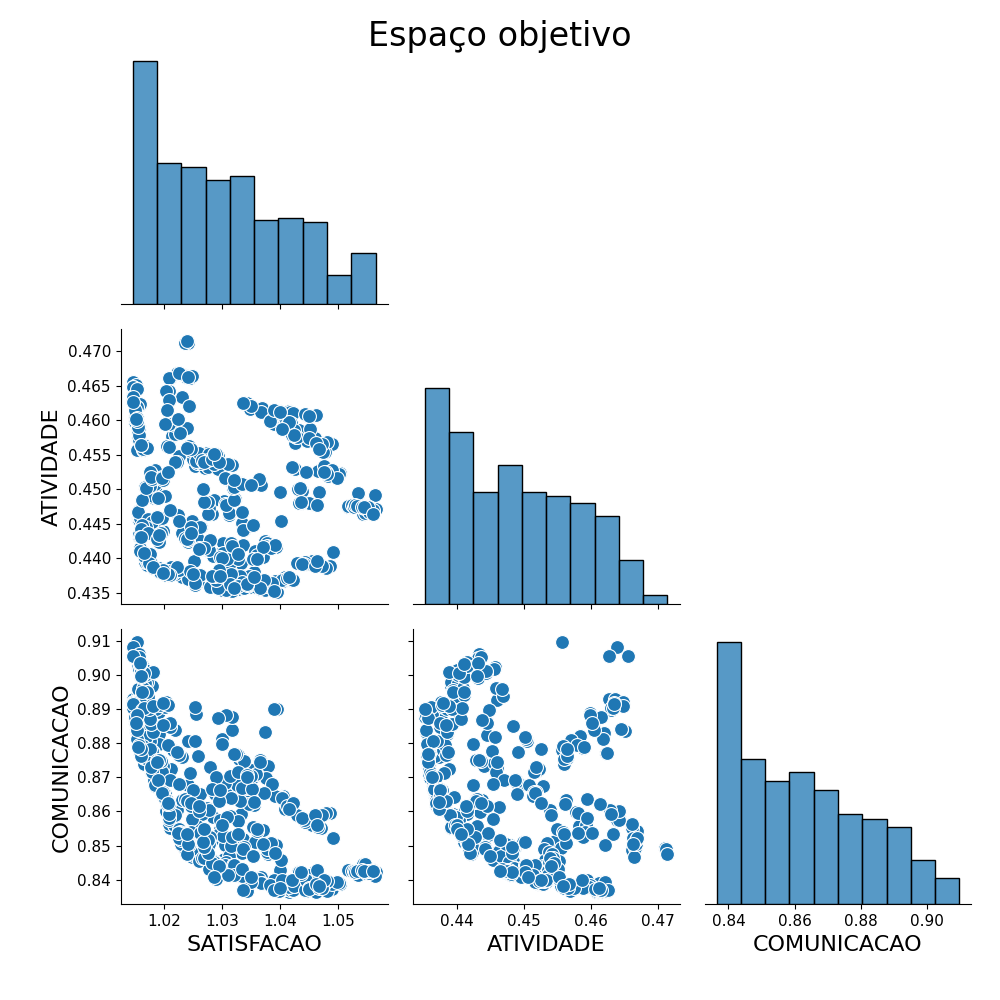 Espaço objetivo
0.470
0.465
0.460
0.455
0.450
0.445
0.440
0.435
ATIVIDADE
0.91
0.90
0.89
0.88
0.87
0.86
0.85
0.84
COMUNICACAO
1.02 1.03 1.04 1.05
SATISFACAO
0.44 0.45 0.46 0.47
ATIVIDADE
0.84 0.86 0.88 0.90
COMUNICACAO